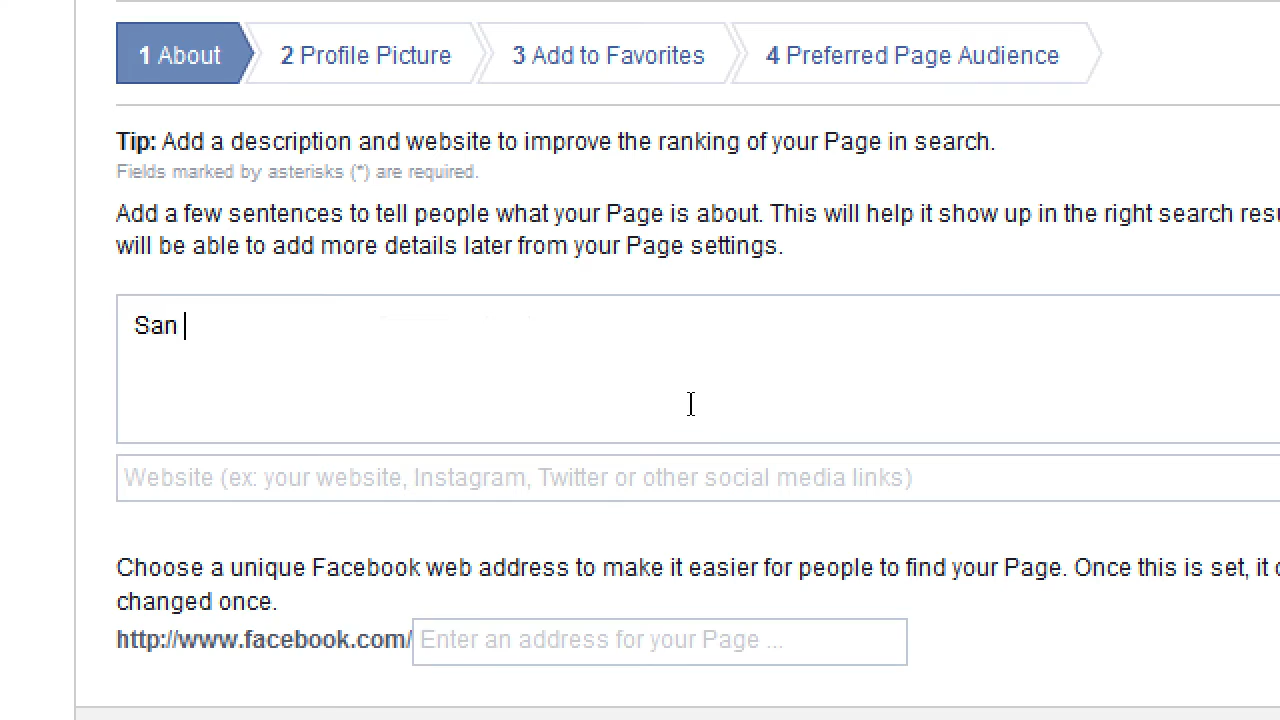 1 About 2 Profile Picture 3 Add to Favorites 4 Preferred Page Audience
Tip: Add a description and website to improve the ranking of your Page in search.
Fields marked by asterisks (*) are required.
Add a few sentences to tell people what your Page is about. This will help it show up in the right search
will be able to add more details later from your Page settings.
San
Website (ex: your website, Instagram, Twitter or other social media links)
Choose a unique Facebook web address to make it easier for people to find your Page. Once this is set, it
changed once.
http://www.facebook.com/ Enter an address for your Page ...